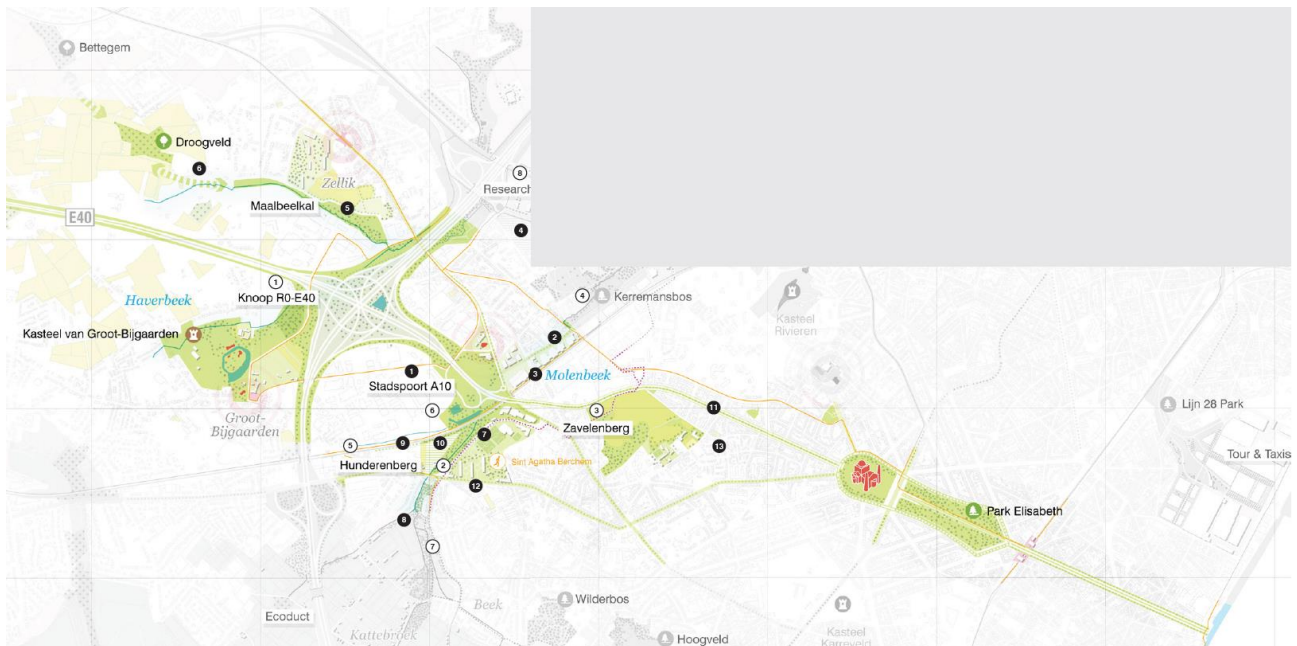 Bettegem
Droogveld
6
Zellik
8
Research
Maalbeelkal
5
4
E40
1
Knoop R0-E40
Haverbeek
4
Kerremansbos
Kasteel
Rivieren
Kasteel van Groot-Bijgaarden
2
1
Stadspoort A10
3
Molenbeek
6
3
Zavelenberg
11
Lijn 28 Park
Groot-
Bijgaarden
5
9
10
7
13
Hunderenberg
2
Sint Agatha Berchem
Tour & Taxis
12
8
Park Elisabeth
7
Ecoduct
Kattebroek
Beek
Wilderbos
Hoogveld
Kasteel
Karreveld